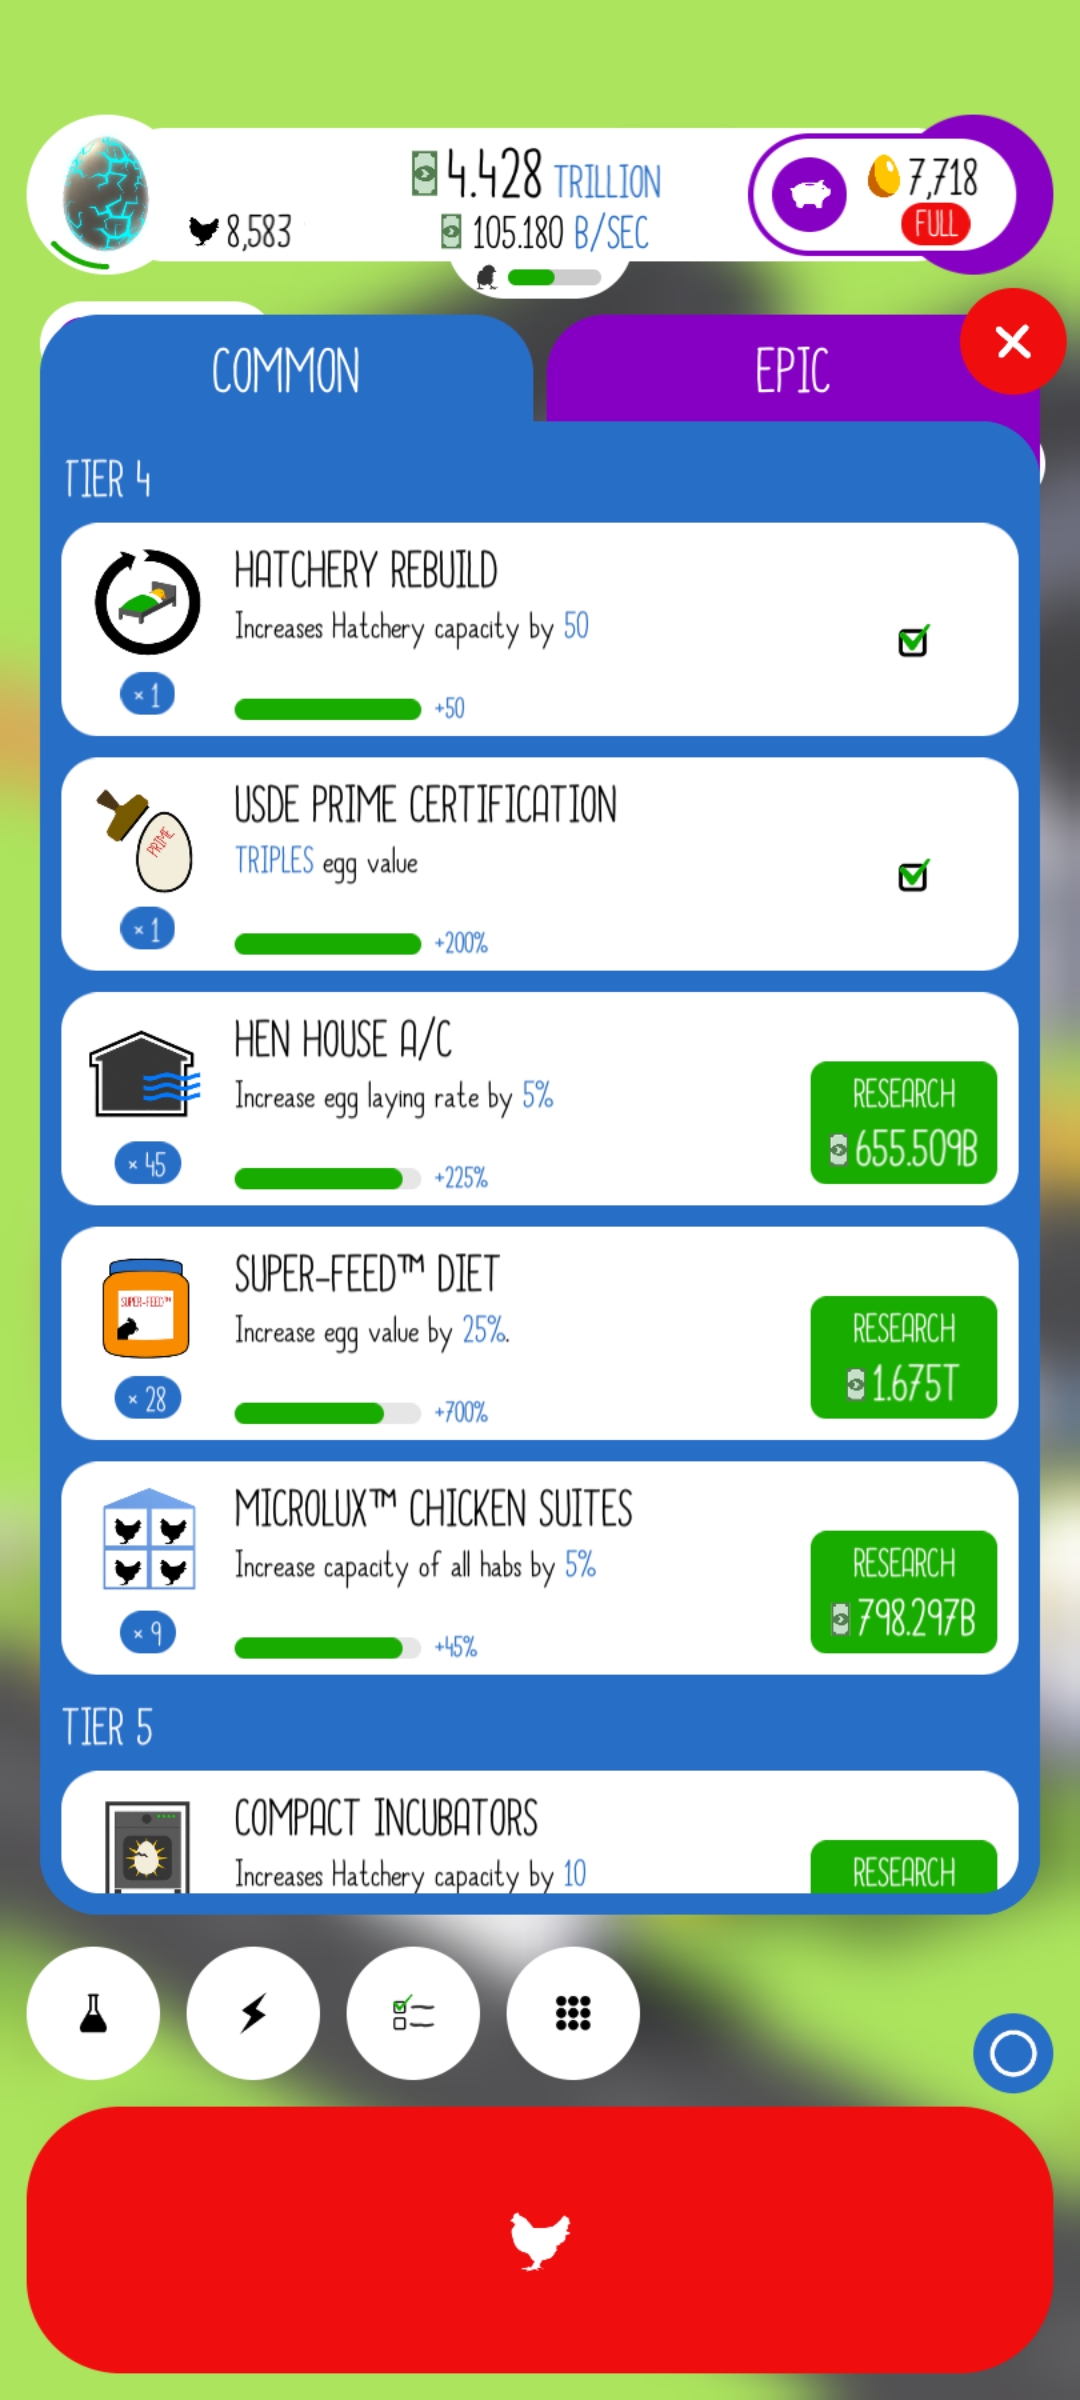 4.428 TRILLION
7,718
8,583
105.180 B/SEC
FULL
COMMON
EPIC
TIER 4
HATCHERY REBUILD
Increases Hatchery capacity by 50
× 1
+50
USDE PRIME CERTIFICATION
PRIME
TRIPLES egg value
× 1
+200%
HEN HOUSE A/C
Increase egg laying rate by 5%
RESEARCH
655.509B
× 45
+225%
SUPER-FEED™ DIET
SUPER-FEED™
Increase egg value by 25%.
RESEARCH
1.675T
× 28
+700%
MICROLUX™ CHICKEN SUITES
Increase capacity of all habs by 5%
RESEARCH
798.297B
× 9
+45%
TIER 5
COMPACT INCUBATORS
Increases Hatchery capacity by 10
RESEARCH